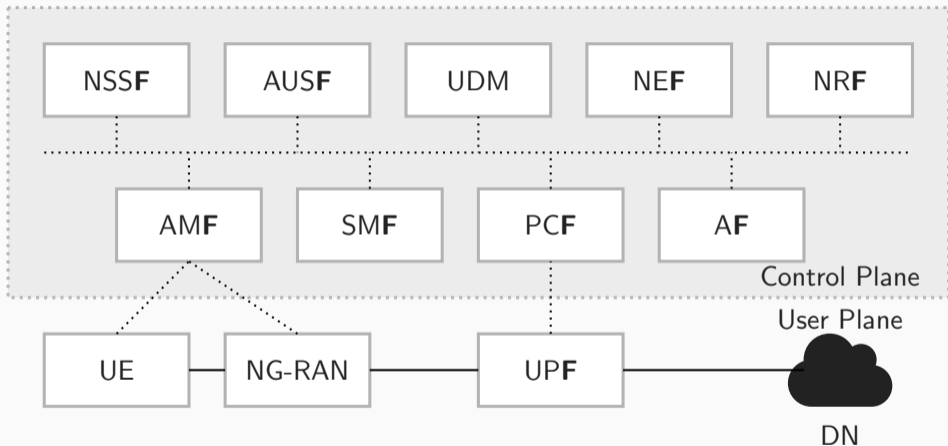 NSSF AUSF UDM NEF NRF
AMF SMF PCF AF
Control Plane
User Plane
UE NG-RAN UPF
DN